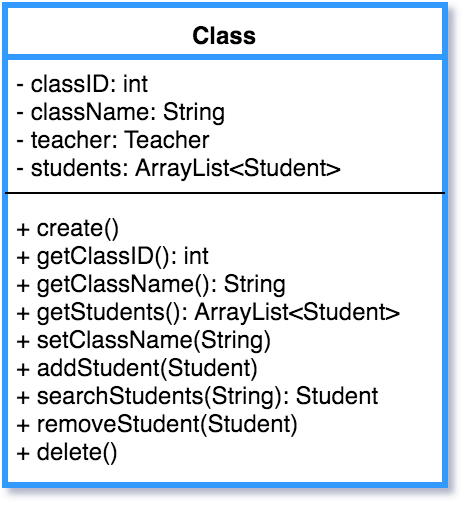 Class
- classID: int
- className: String
- teacher: Teacher
- students: ArrayList<Student>
+ create()
+ getClassID(): int
+ getClassName(): String
+ getStudents(): ArrayList<Student>
+ setClassName(String)
+ addStudent(Student)
+ searchStudents(String): Student
+ removeStudent(Student)
+ delete()